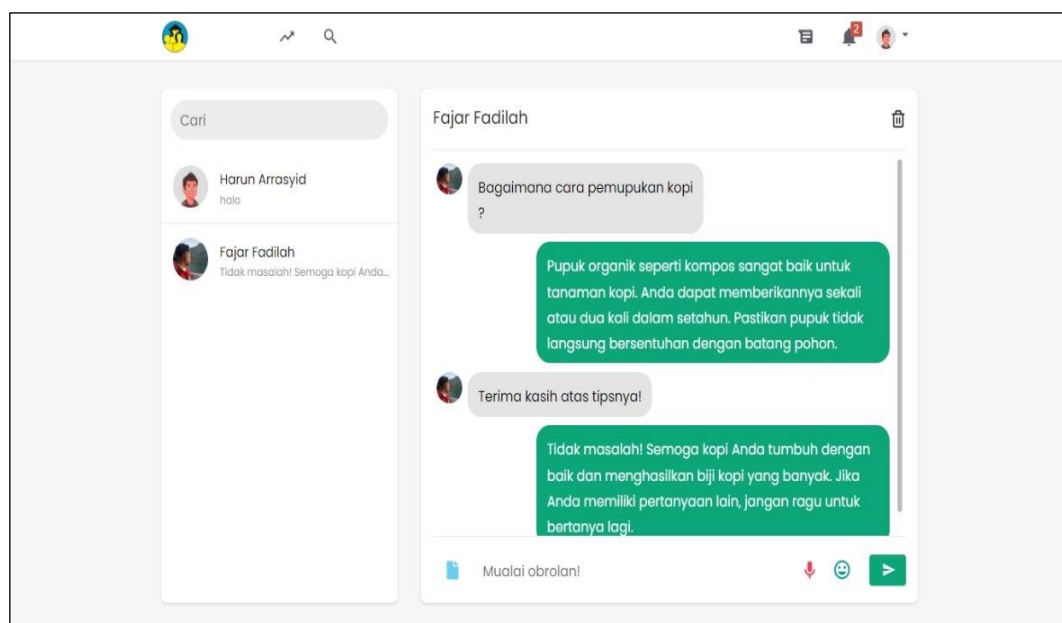 2
Cari
Harun Arrasyid
halo
Fajar Fadilah
Tidak masalah! Semoga kopi Anda...
Fajar Fadilah
Bagaimana cara pemupukan kopi
?
Pupuk organik seperti kompos sangat baik untuk
tanaman kopi. Anda dapat memberikannya sekali
atau dua kali dalam setahun. Pastikan pupuk tidak
langsung bersentuhan dengan batang pohon.
Terima kasih atas tipsnya!
Tidak masalah! Semoga kopi Anda tumbuh dengan
baik dan menghasilkan biji kopi yang banyak. Jika
Anda memiliki pertanyaan lain, jangan ragu untuk
bertanya lagi.
Mualai obrolan!